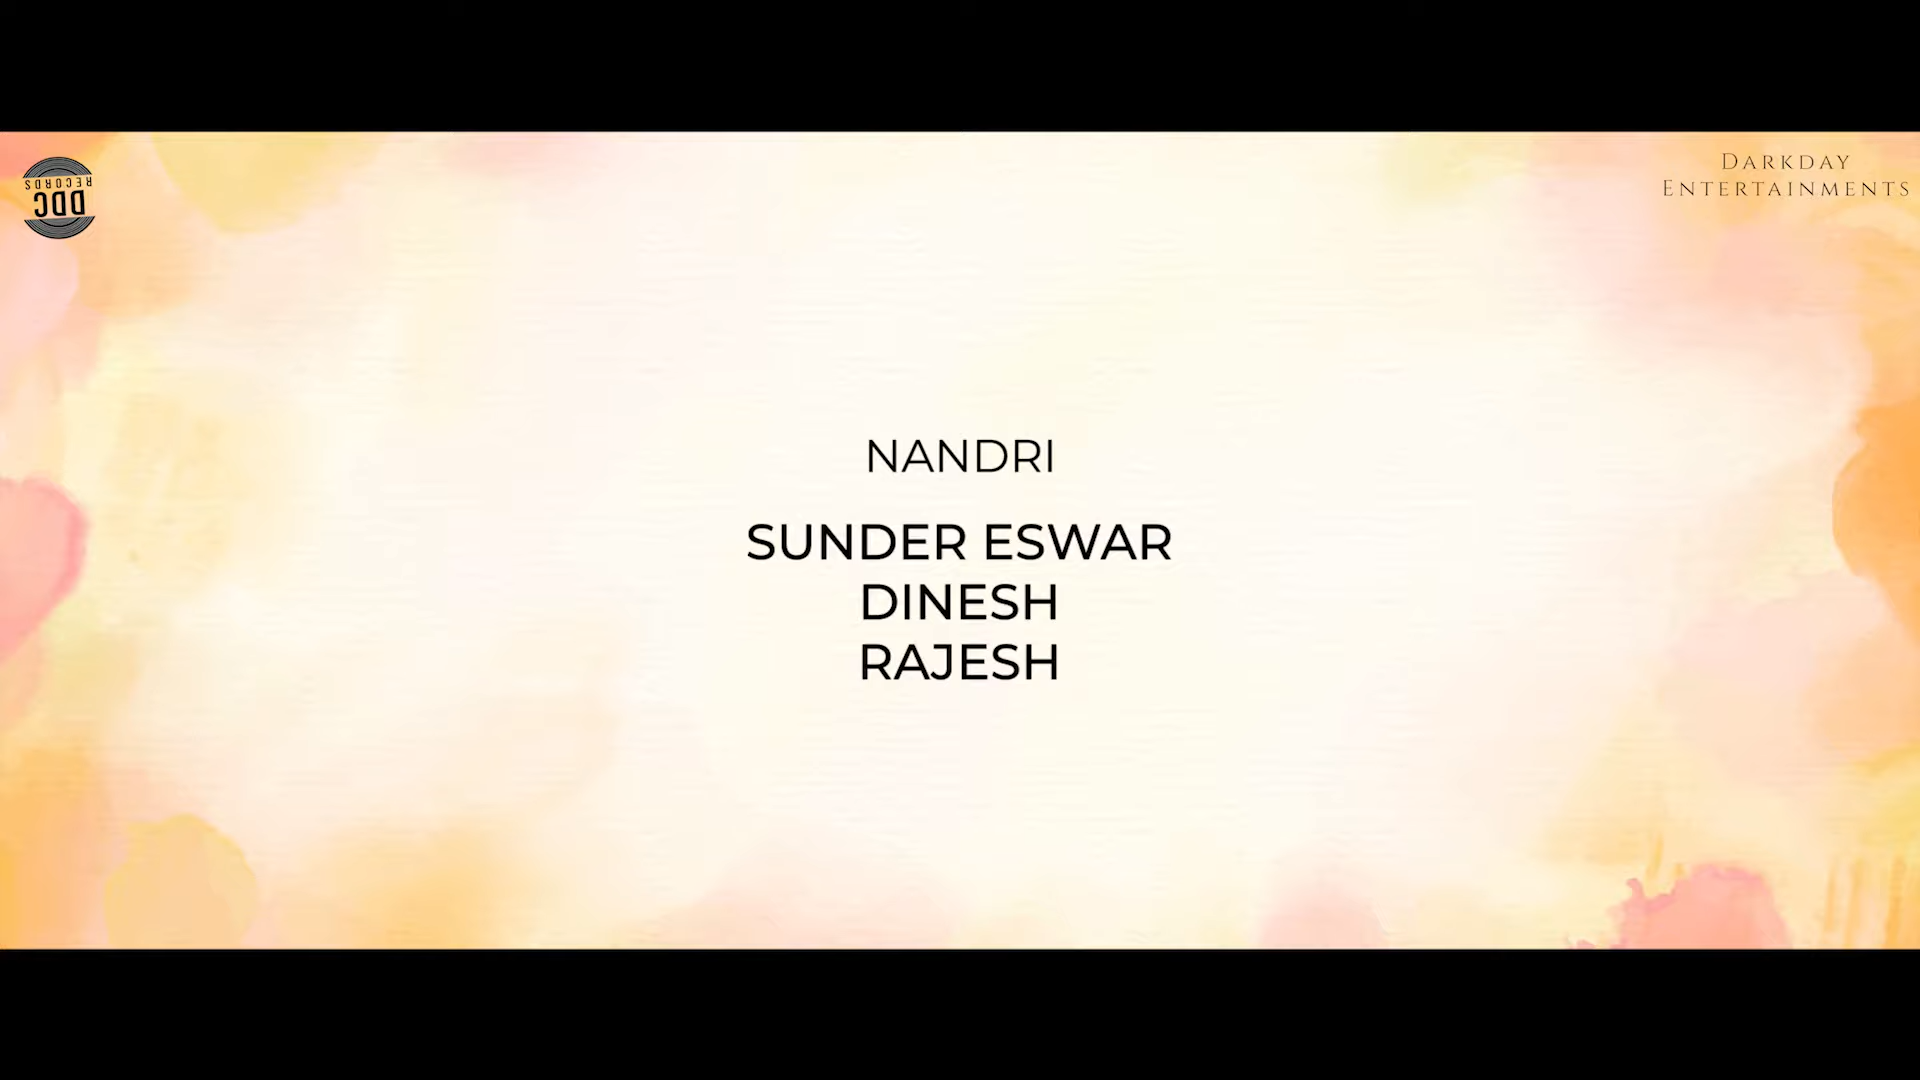 DDC
RECORDS
DARKDAY
ENTERTAINMENTS
NANDRI
SUNDER ESWAR
DINESH
RAJESH